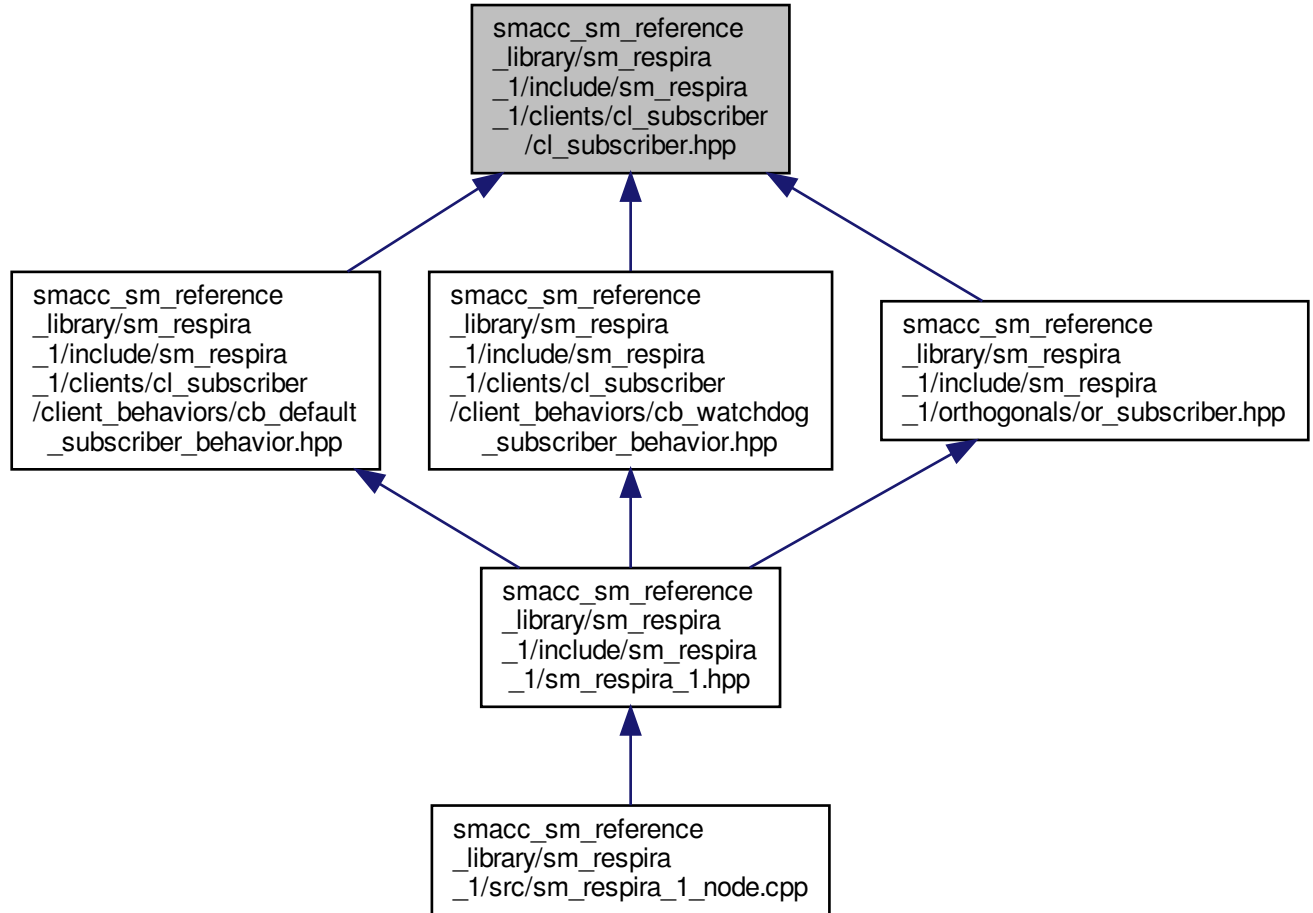 smacc_sm_reference
_library/sm_respira
_1/include/sm_respira
_1/clients/cl_subscriber
/cl_subscriber.hpp
smacc_sm_reference
_library/sm_respira
_1/include/sm_respira
_1/clients/cl_subscriber
/client_behaviors/cb_default
_subscriber_behavior.hpp
smacc_sm_reference
_library/sm_respira
_1/include/sm_respira
_1/clients/cl_subscriber
/client_behaviors/cb_watchdog
_subscriber_behavior.hpp
smacc_sm_reference
_library/sm_respira
_1/include/sm_respira
_1/orthogonals/or_subscriber.hpp
smacc_sm_reference
_library/sm_respira
_1/include/sm_respira
_1/sm_respira_1.hpp
smacc_sm_reference
_library/sm_respira
_1/src/sm_respira_1_node.cpp